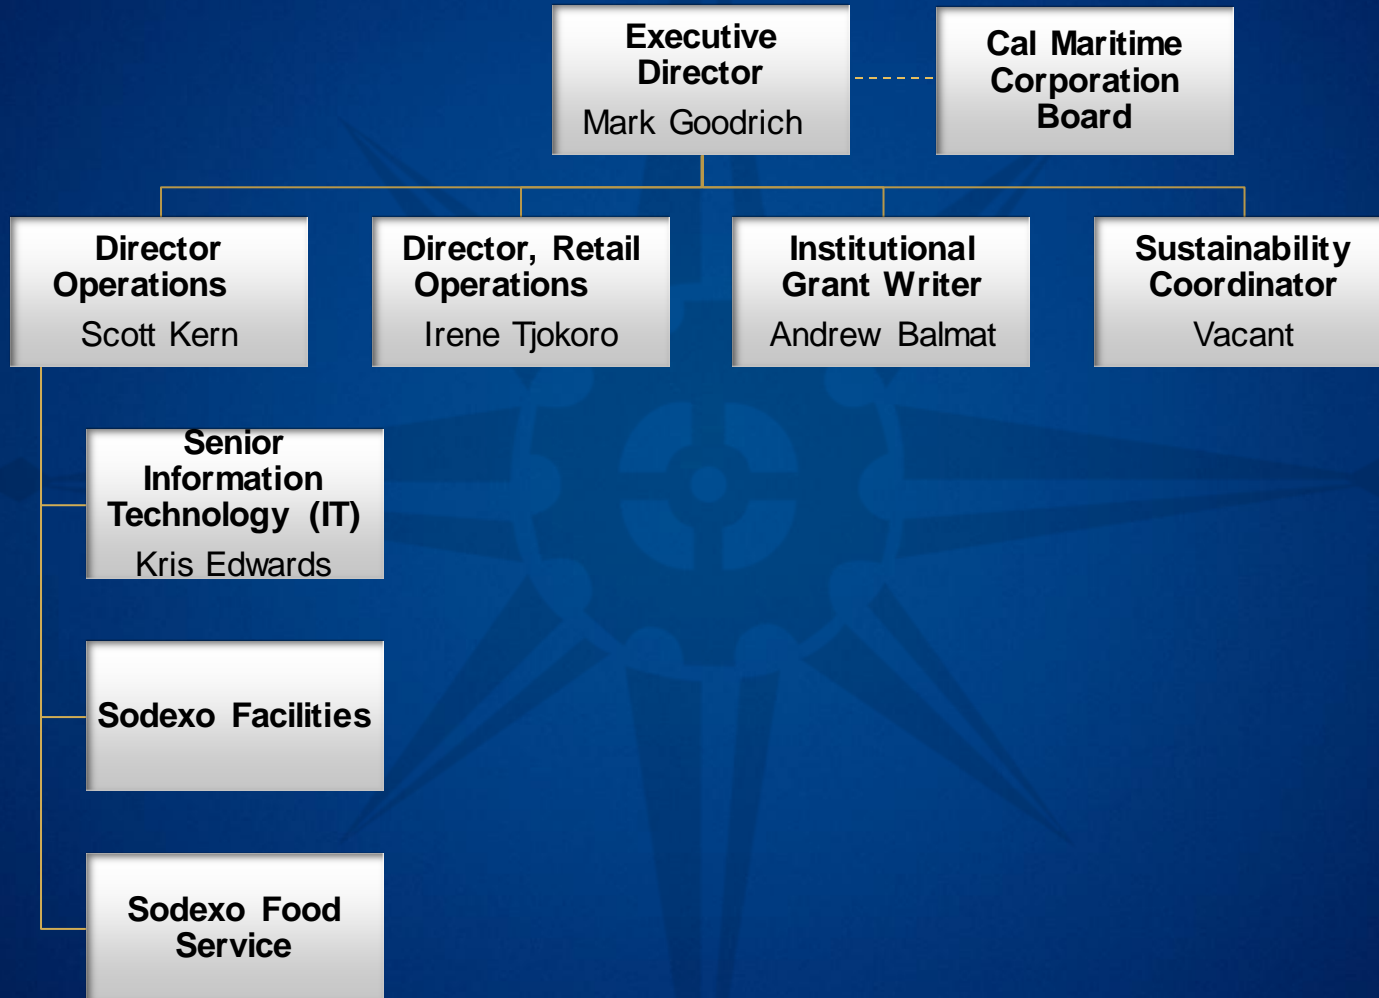 Executive
Director
Mark Goodrich
Cal Maritime
Corporation
Board
Director
Operations
Scott Kern
Director, Retail
Operations
Irene Tjokoro
Institutional
Grant Writer
Andrew Balmat
Sustainability
Coordinator
Vacant
Senior
Information
Technology (IT)
Kris Edwards
Sodexo Facilities
Sodexo Food
Service